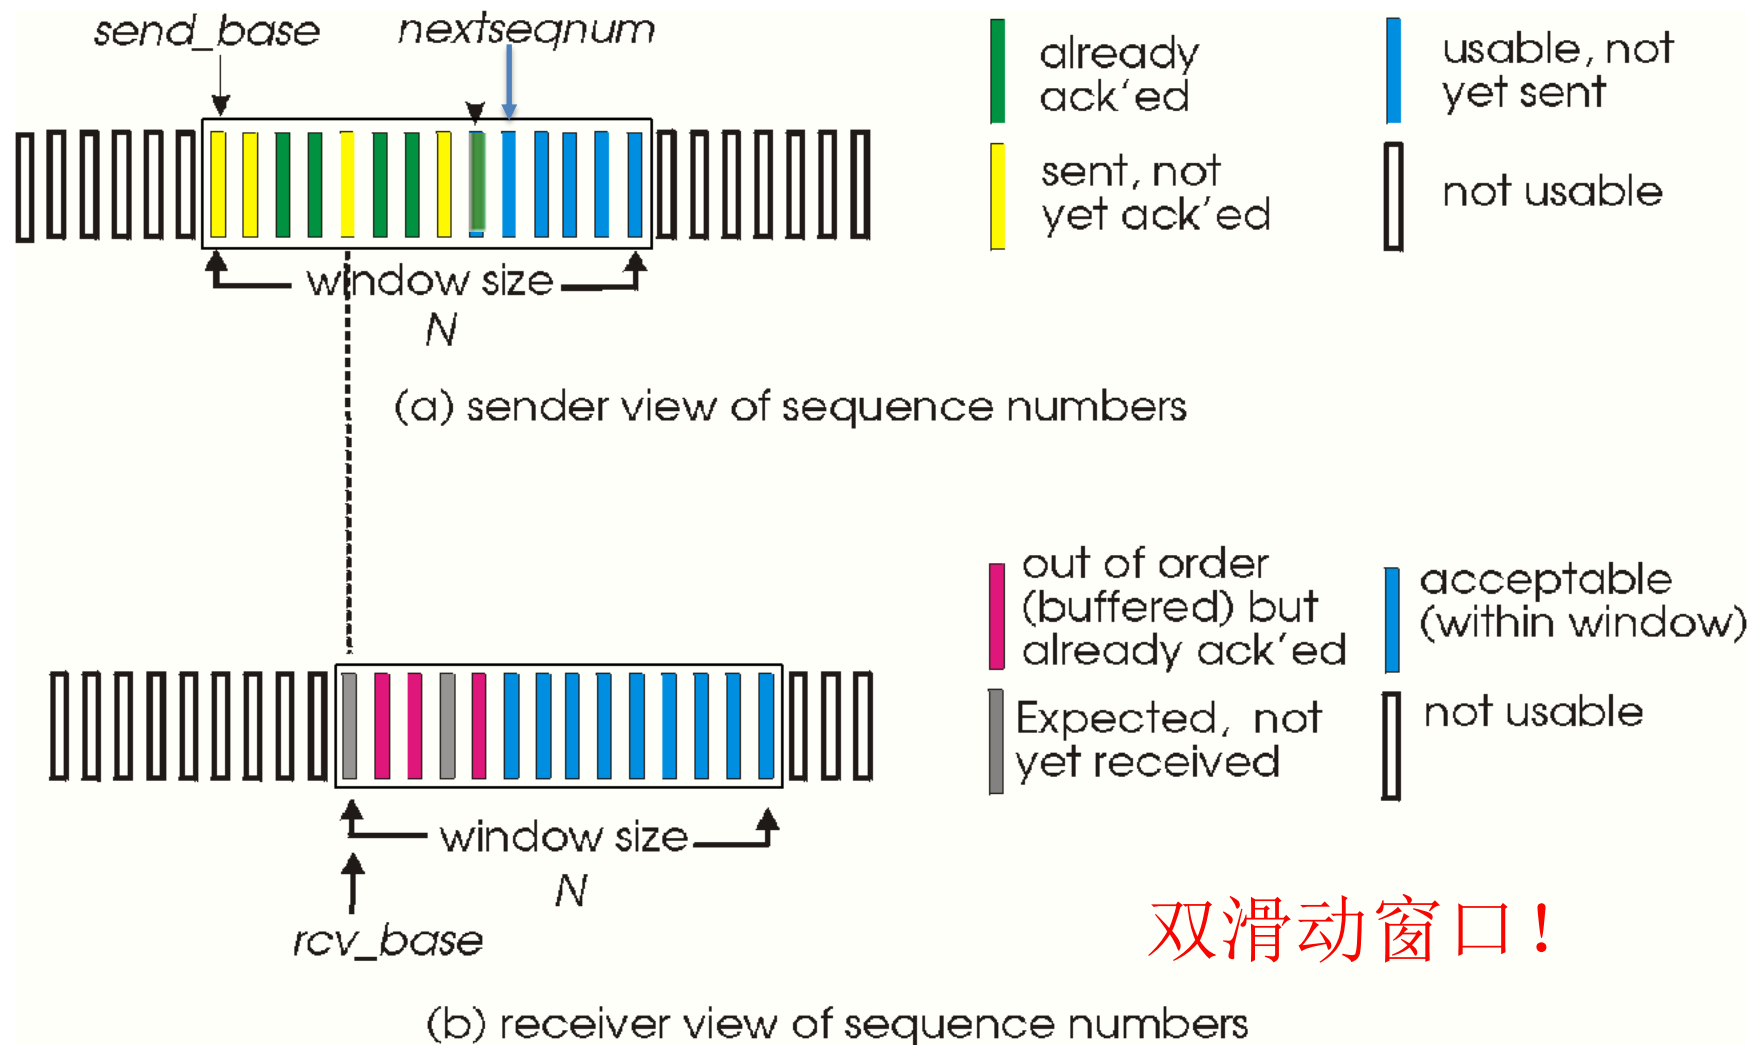 send_base
nextseqnum
already
ack'ed
usable, not
yet sent
sent, not
yet ack'ed
not usable
window size
N
(a) sender view of sequence numbers
out of order
(buffered) but
already ack'ed
acceptable
(within window)
Expected, not
yet received
not usable
window size
N
rcv_base
双滑动窗口！
(b) receiver view of sequence numbers